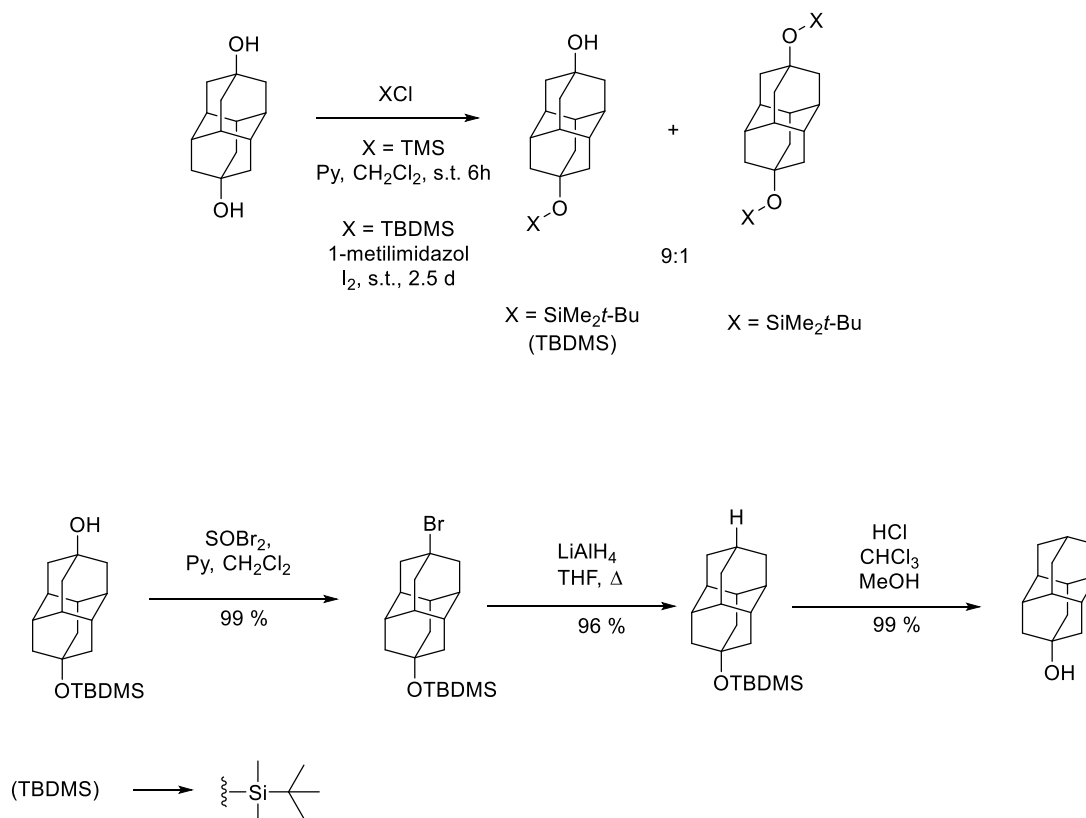 OH
OH
XCl
X = TMS
Py, CH₂Cl₂, s.t. 6h
X = TBDMS
1-metilimidazol
I₂, s.t., 2.5 d
OH
O
X
+
X
O
O
X
9:1
X = SiMe₂t-Bu
(TBDMS)
X = SiMe₂t-Bu
OH
OTBDMS
SOBr₂,
Py, CH₂Cl₂
99 %
Br
OTBDMS
LiAlH₄
THF, Δ
96 %
H
OTBDMS
HCl
CHCl₃
MeOH
99 %
OH
(TBDMS)
Si